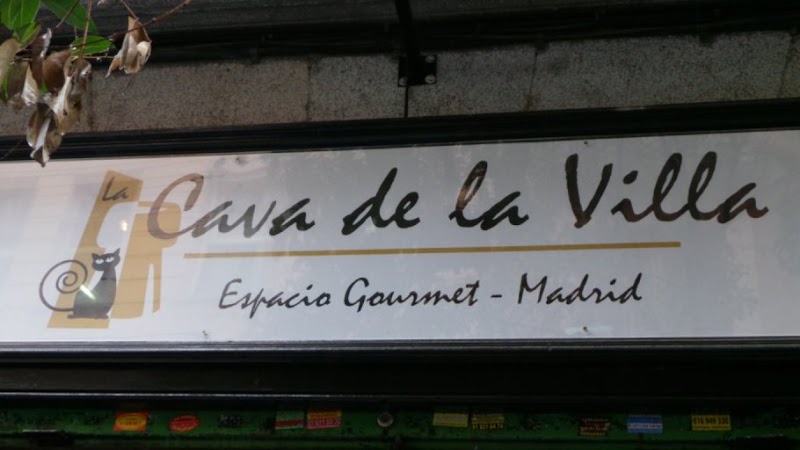 La Cava de la Villa
Espacio Gourmet - Madrid